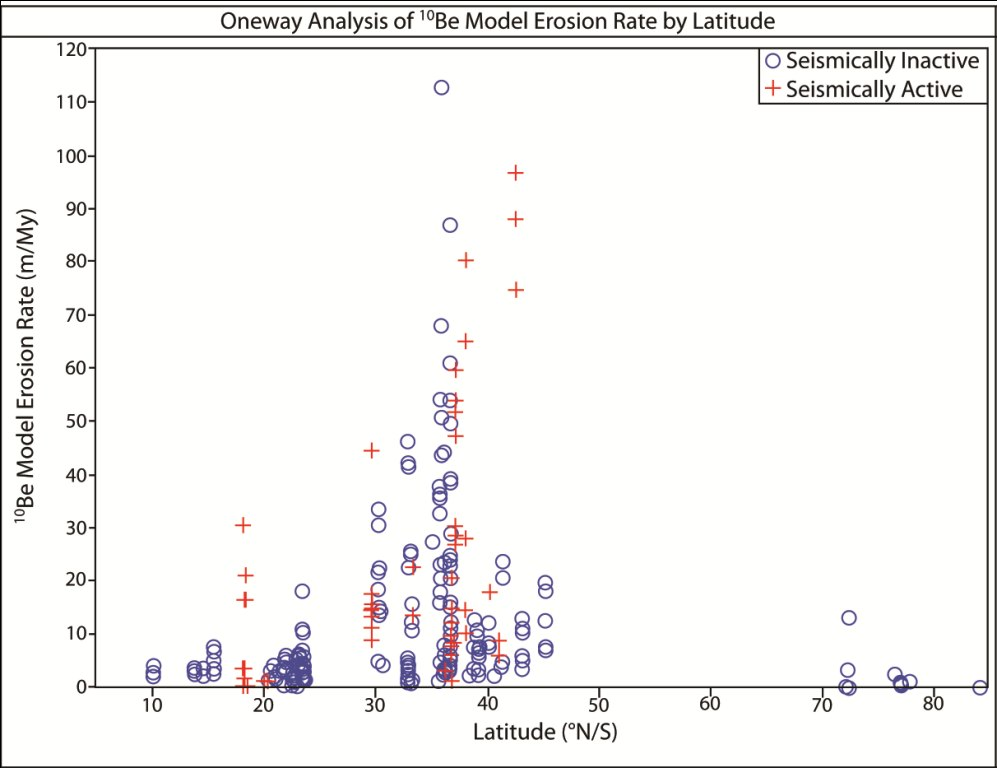 Oneway Analysis of ¹⁰Be Model Erosion Rate by Latitude
Seismically Inactive
Seismically Active
¹⁰Be Model Erosion Rate (m/My)
120
110
100
90
80
70
60
50
40
30
20
10
0
10 20 30 40 50 60 70 80
Latitude (°N/S)